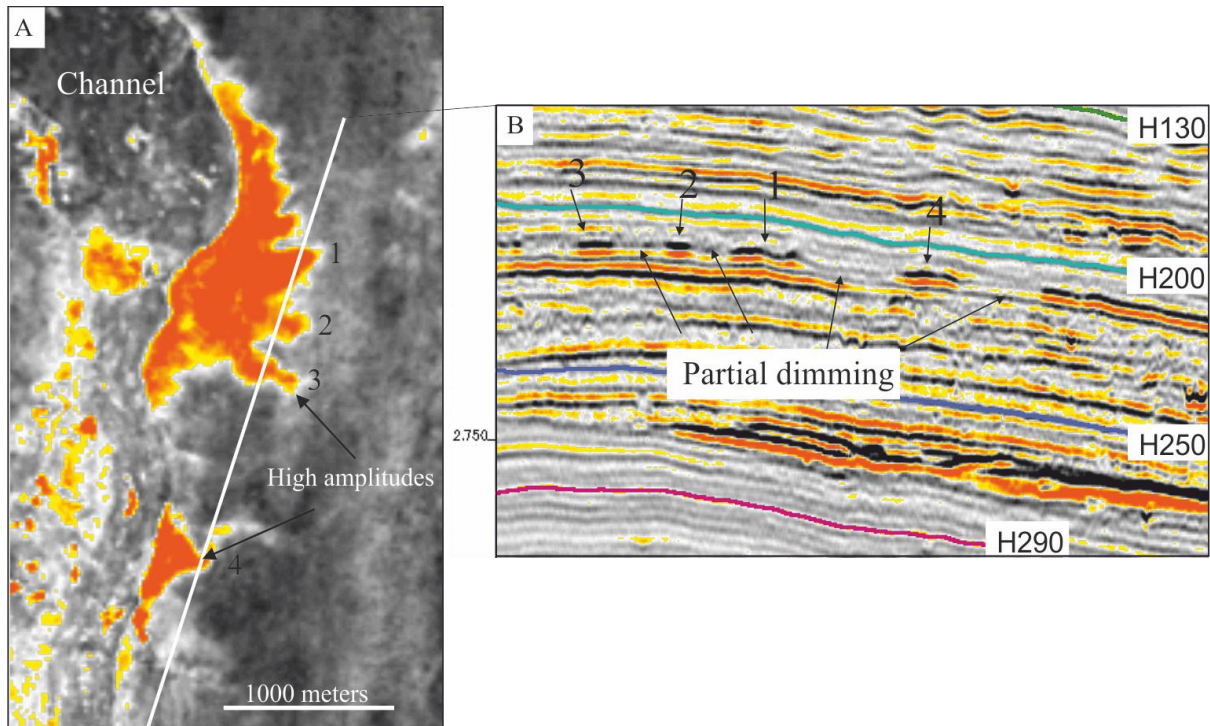 A
Channel
1
2
3
High amplitudes
4
1000 meters
B
H130
3 2 1 4
H200
Partial dimming
2.750
H250
H290